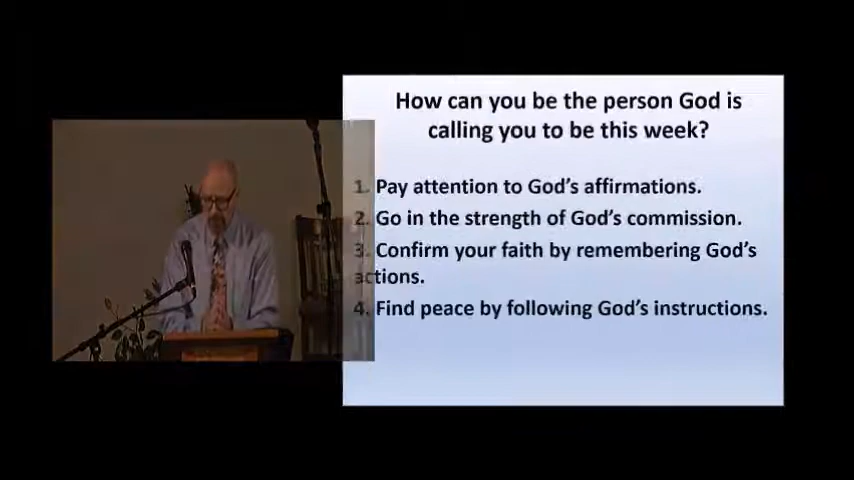 How can you be the person God is
calling you to be this week?
1. Pay attention to God's affirmations.
2. Go in the strength of God's commission.
3. Confirm your faith by remembering God's
actions.
4. Find peace by following God's instructions.